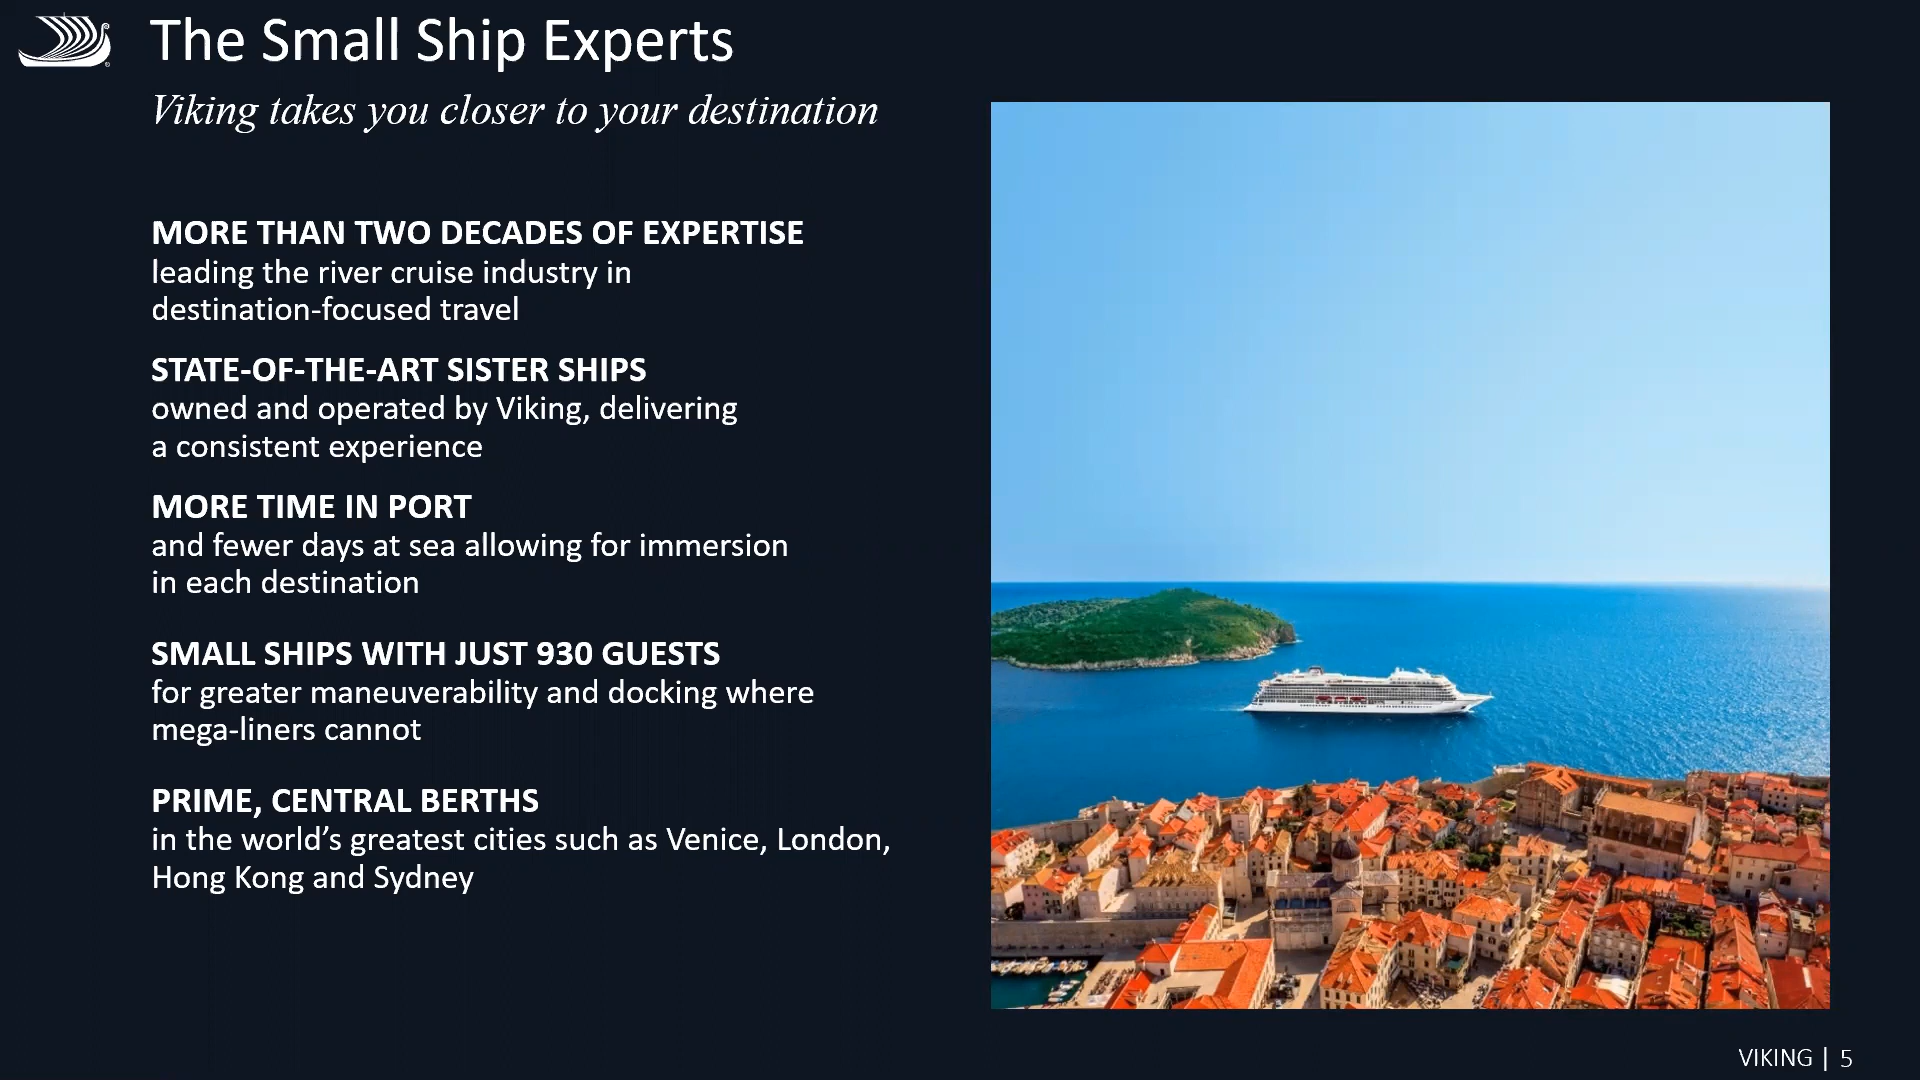 The Small Ship Experts
Viking takes you closer to your destination
MORE THAN TWO DECADES OF EXPERTISE
leading the river cruise industry in
destination-focused travel
STATE-OF-THE-ART SISTER SHIPS
owned and operated by Viking, delivering
a consistent experience
MORE TIME IN PORT
and fewer days at sea allowing for immersion
in each destination
SMALL SHIPS WITH JUST 930 GUESTS
for greater maneuverability and docking where
mega-liners cannot
PRIME, CENTRAL BERTHS
in the world’s greatest cities such as Venice, London,
Hong Kong and Sydney
VIKING | 5